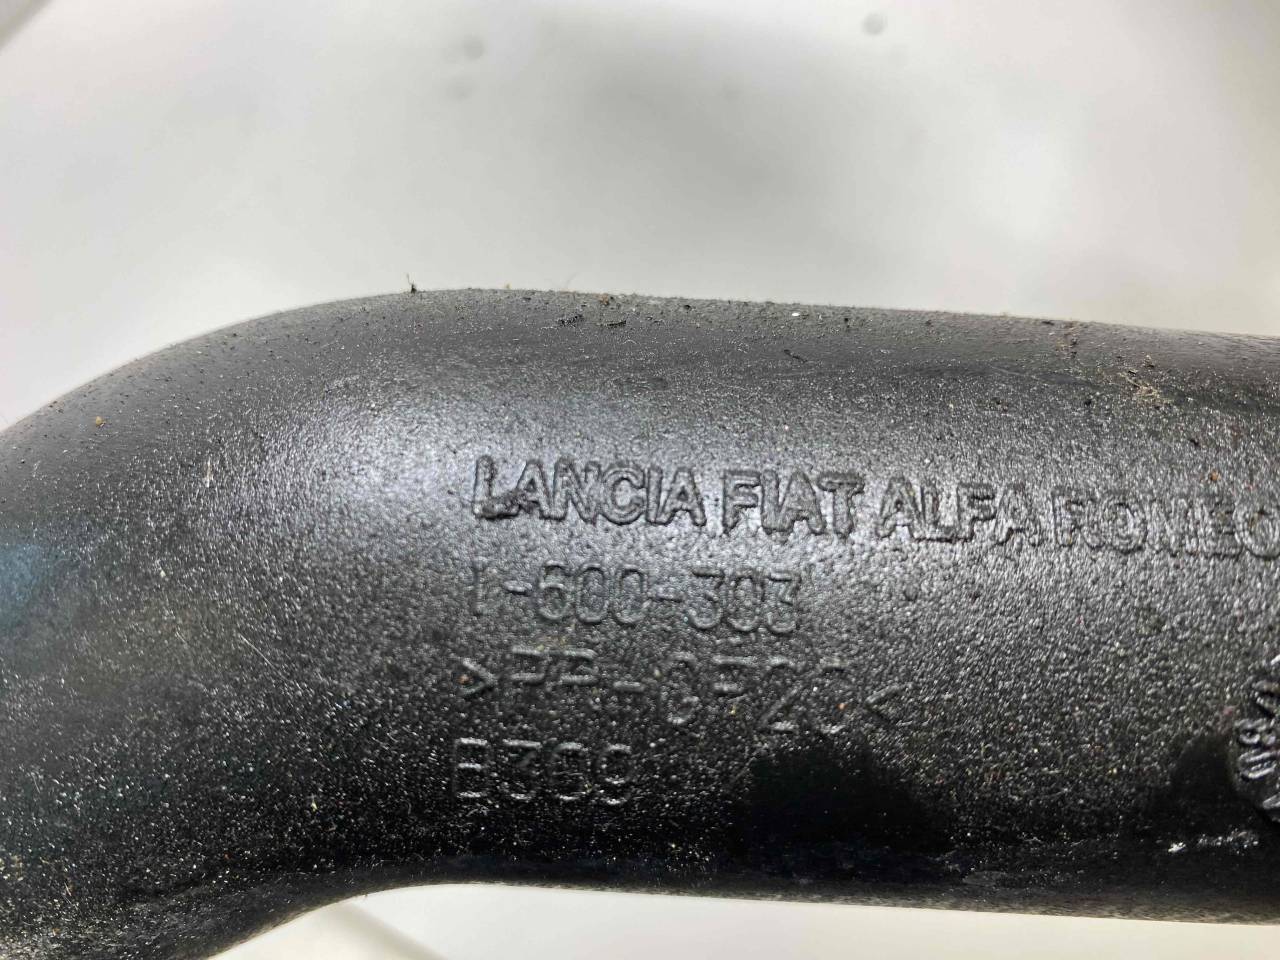 LANCIA FIAT ALFA ROMEO
1-600-303
>PP-GF20<
B369